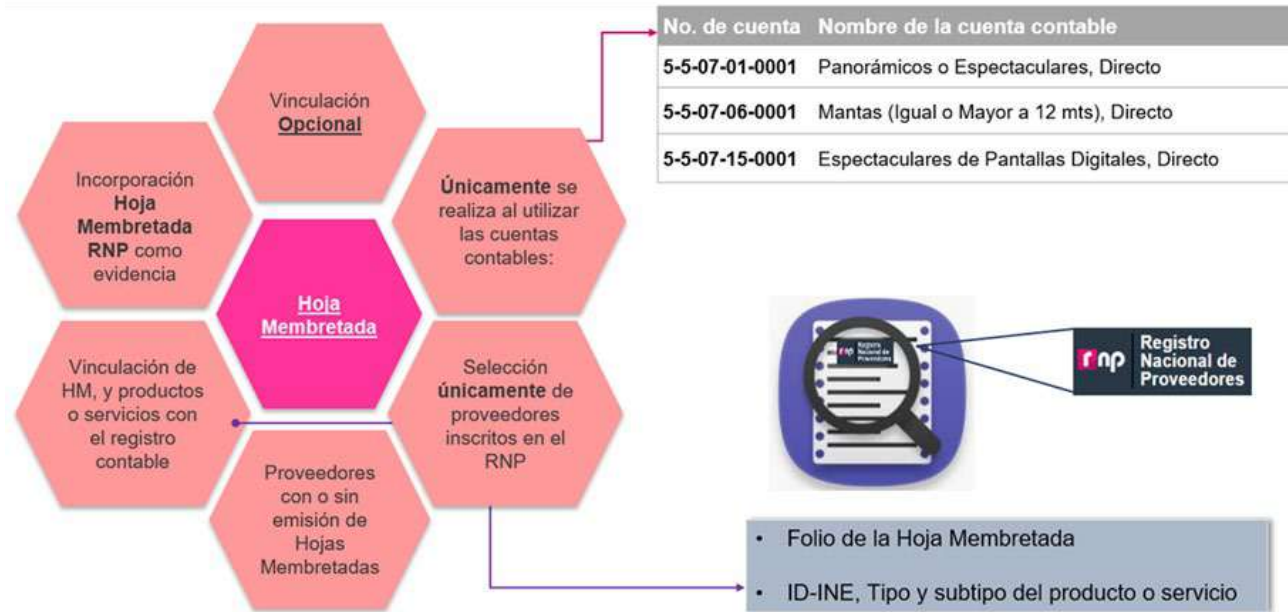 No. de cuenta Nombre de la cuenta contable
5-5-07-01-0001 Panorámicos o Espectaculares, Directo
5-5-07-06-0001 Mantas (Igual o Mayor a 12 mts), Directo
5-5-07-15-0001 Espectaculares de Pantallas Digitales, Directo
Vinculación
Opcional
Únicamente se
realiza al utilizar
las cuentas
contables:
Incorporación
Hoja
Membretada
RNP como
evidencia
Hoja
Membretada
Selección
únicamente de
proveedores
inscritos en el
RNP
Vinculación de
HM, y productos
o servicios con
el registro
contable
Proveedores
con o sin
emisión de
Hojas
Membretadas
rnp
Registro
Nacional de
Proveedores
rnp
Registro
Nacional de
Proveedores
• Folio de la Hoja Membretada
• ID-INE, Tipo y subtipo del producto o servicio